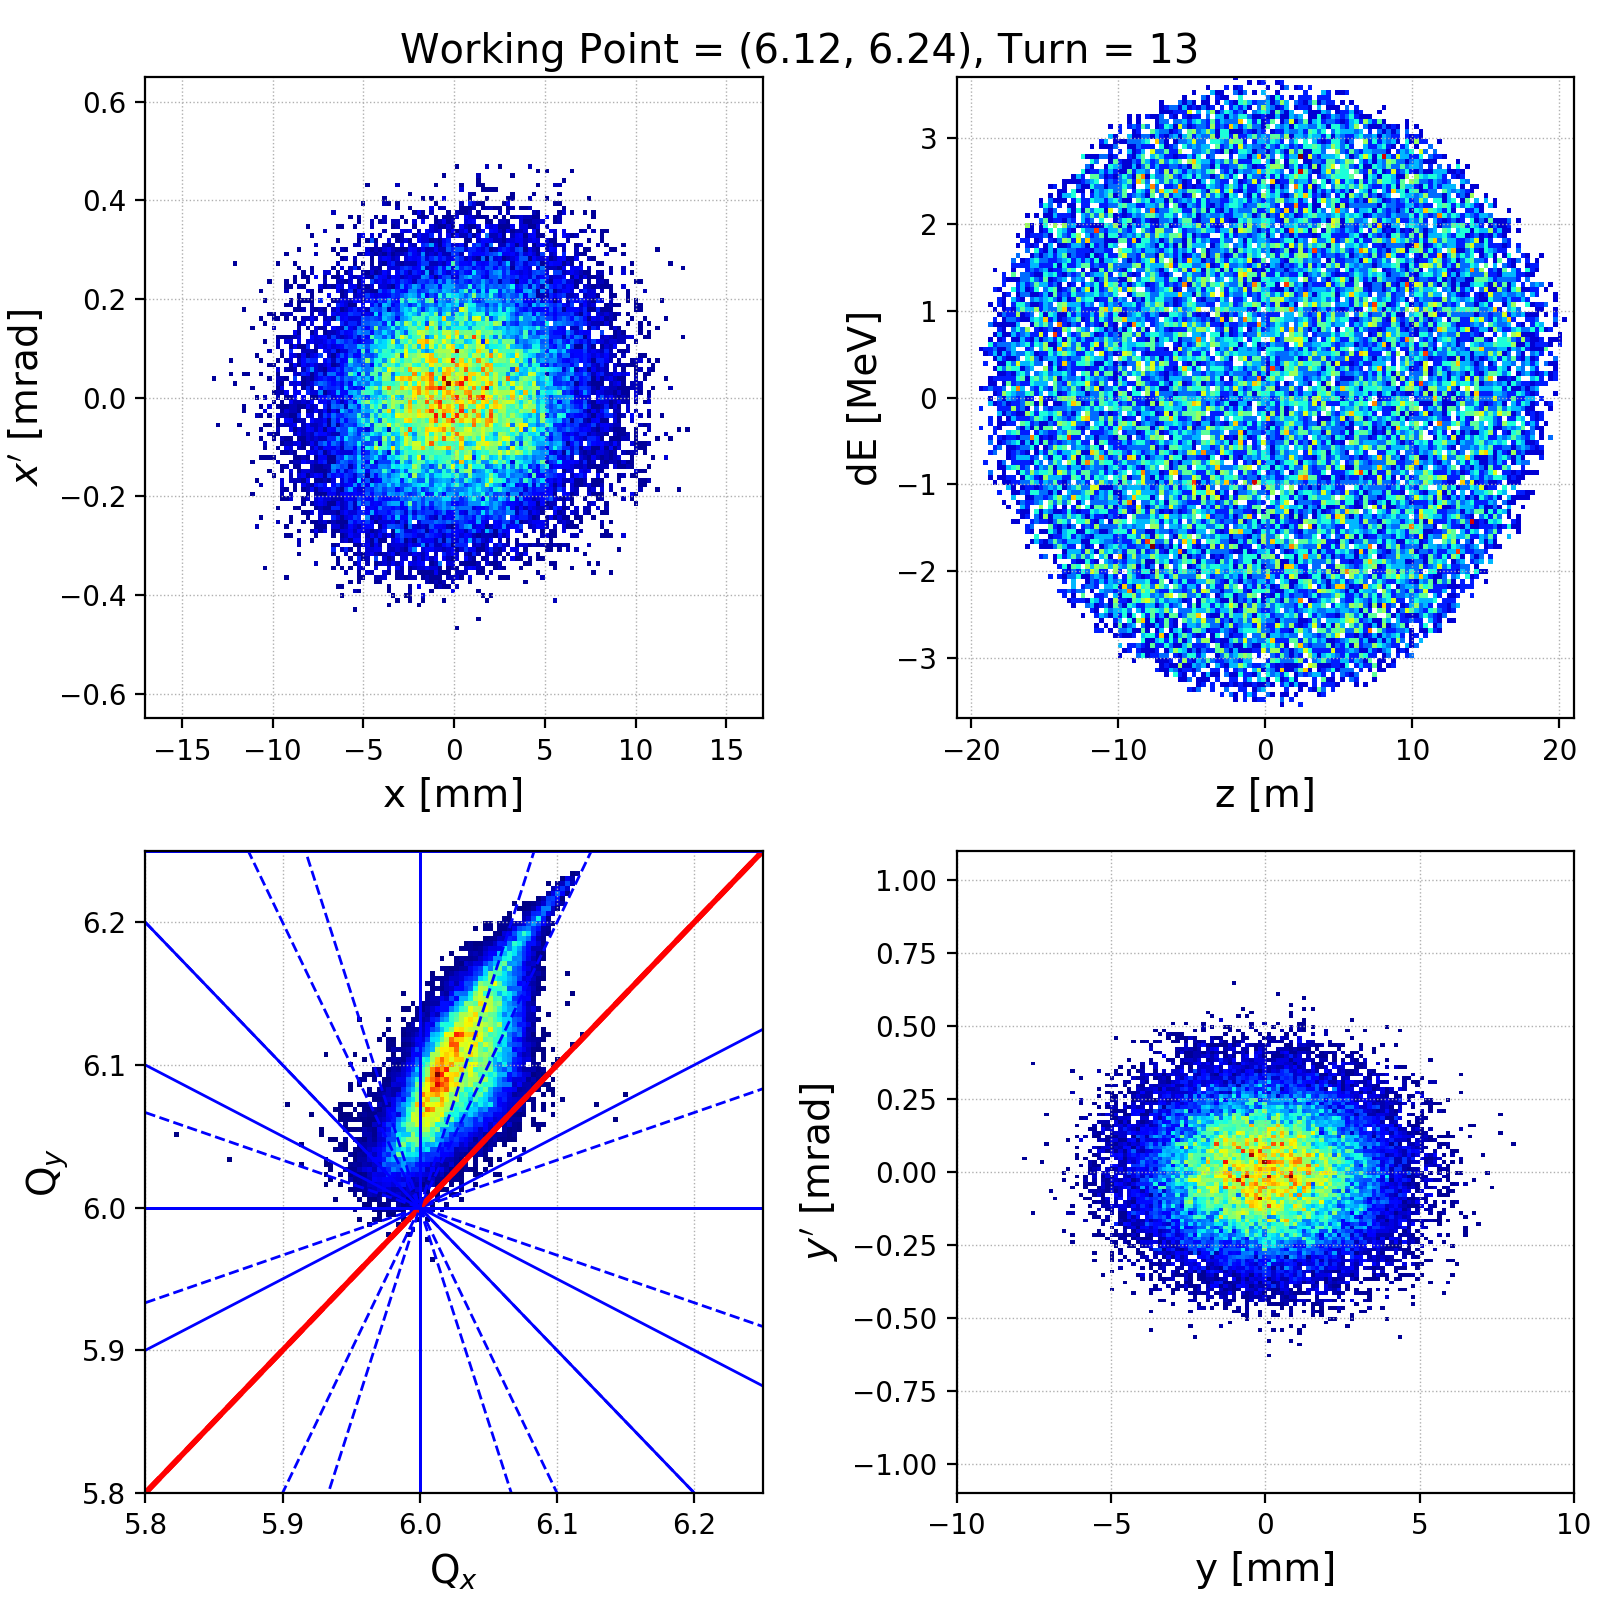 Working Point = (6.12, 6.24), Turn = 13
0.6
0.4
0.2
0.0
−0.2
−0.4
−0.6
x′ [mrad]
−15 −10 −5 0 5 10 15
x [mm]
3
2
1
0
−1
−2
−3
dE [MeV]
−20 −10 0 10 20
z [m]
6.2
6.1
6.0
5.9
5.8
Qy
5.8 5.9 6.0 6.1 6.2
Qx
1.00
0.75
0.50
0.25
0.00
−0.25
−0.50
−0.75
−1.00
y′ [mrad]
−10 −5 0 5 10
y [mm]